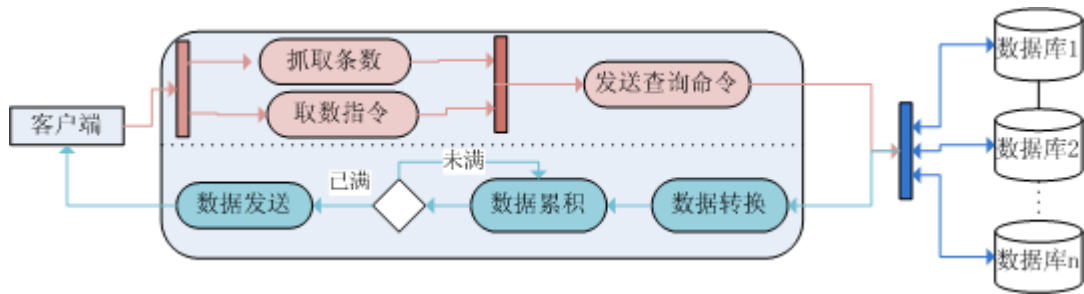 抓取条数
取数指令
发送查询命令
客户端
数据库1
数据库2
数据库n
未满
已满
数据发送
数据累积
数据转换